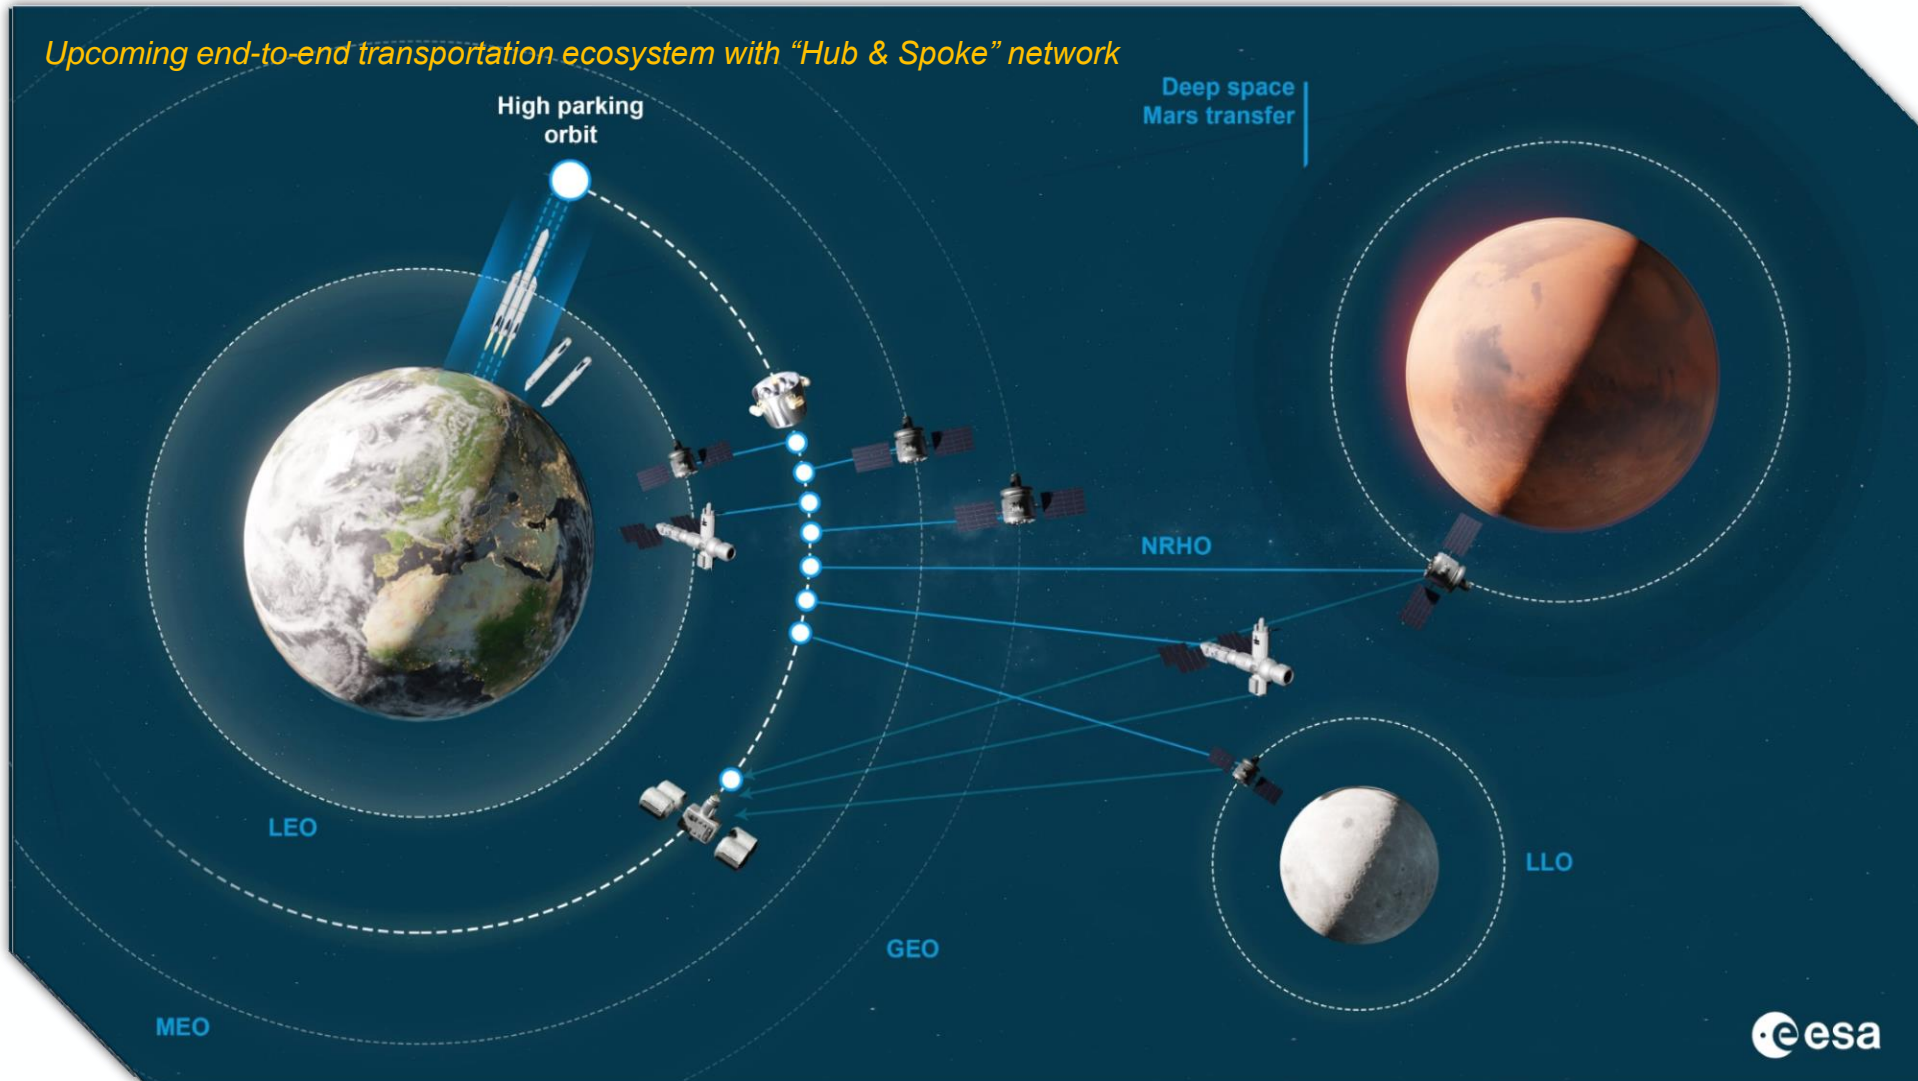 Upcoming end-to-end transportation ecosystem with “Hub & Spoke” network
High parking
orbit
Deep space
Mars transfer
NRHO
LEO
LLO
GEO
MEO
esa